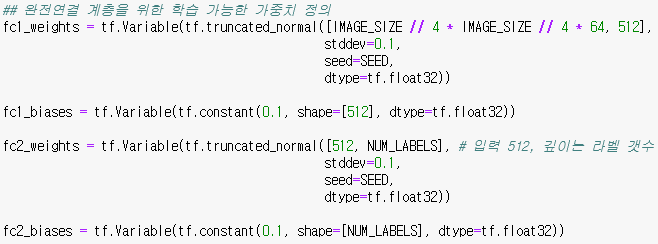 ## 완전연결 계층을 위한 학습 가능한 가중치 정의
fc1_weights = tf.Variable(tf.truncated_normal([IMAGE_SIZE // 4 * IMAGE_SIZE // 4 * 64, 512],
stddev=0.1,
seed=SEED,
dtype=tf.float32))
fc1_biases = tf.Variable(tf.constant(0.1, shape=[512], dtype=tf.float32))
fc2_weights = tf.Variable(tf.truncated_normal([512, NUM_LABELS], # 입력 512, 깊이는 라벨 갯수
stddev=0.1,
seed=SEED,
dtype=tf.float32))
fc2_biases = tf.Variable(tf.constant(0.1, shape=[NUM_LABELS], dtype=tf.float32))